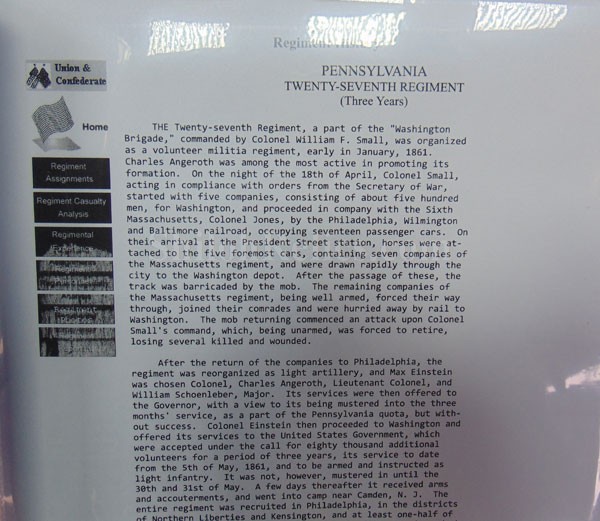 Union &
Confederate
Home
Regiment
Assignments
Regiment Casualty
Analysis
Regimental
Experience
PENNSYLVANIA
TWENTY-SEVENTH REGIMENT
(Three Years)
THE Twenty-seventh Regiment, a part of the "Washington
Brigade," commanded by Colonel William F. Small, was organized
as a volunteer militia regiment, early in January, 1861.
Charles Angeroth was among the most active in promoting its
formation. On the night of the 18th of April, Colonel Small,
acting in compliance with orders from the Secretary of War,
started with five companies, consisting of about five hundred
men, for Washington, and proceeded in company with the Sixth
Massachusetts, Colonel Jones, by the Philadelphia, Wilmington
and Baltimore railroad, occupying seventeen passenger cars. On
their arrival at the President Street station, horses were at-
tached to the five foremost cars, containing seven companies of
the Massachusetts regiment, and were drawn rapidly through the
city to the Washington depot. After the passage of these, the
track was barricaded by the mob. The remaining companies of
the Massachusetts regiment, being well armed, forced their way
through, joined their comrades and were hurried away by rail to
Washington. The mob returning commenced an attack upon Colonel
Small's command, which, being unarmed, was forced to retire,
losing several killed and wounded.
After the return of the companies to Philadelphia, the
regiment was reorganized as light artillery, and Max Einstein
was chosen Colonel, Charles Angeroth, Lieutenant Colonel, and
William Schoenleber, Major. Its services were then offered to
the Governor, with a view to its being mustered into the three
months' service, as a part of the Pennsylvania quota, but with-
out success. Colonel Einstein then proceeded to Washington and
offered its services to the United States Government, which
were accepted under the call for eighty thousand additional
volunteers for a period of three years, its service to date
from the 5th of May, 1861, and to be armed and instructed as
light infantry. It was not, however, mustered in until the
30th and 31st of May. A few days thereafter it received arms
and accouterments, and went into camp near Camden, N. J. The
entire regiment was recruited in Philadelphia, in the districts
of Northern Liberties and Kensington, and at least one-half of